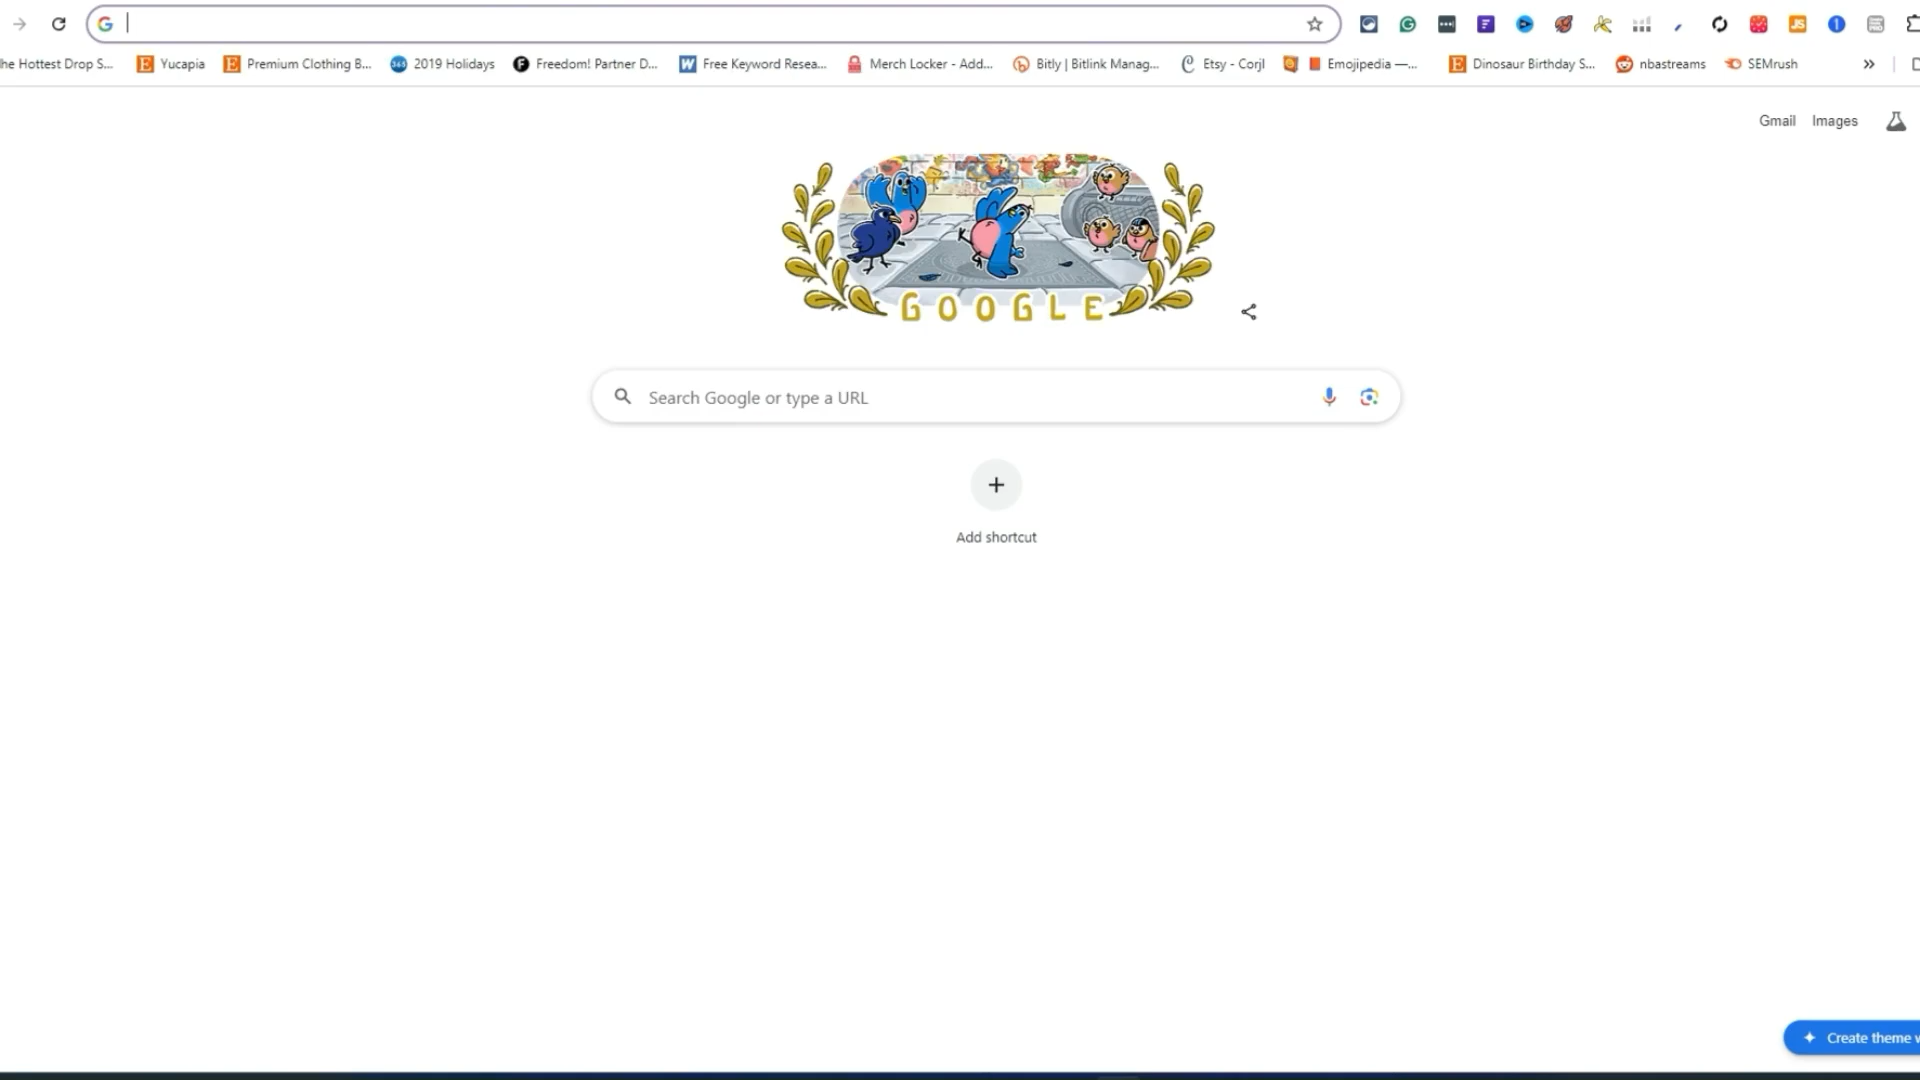 he Hottest Drop S...
Yucapia
Premium Clothing B...
365 2019 Holidays
Freedom! Partner D...
W Free Keyword Resea...
Merch Locker - Add...
Bitly | Bitlink Manag...
Etsy - Corjl
Emojipedia —...
Dinosaur Birthday S...
nbastreams
SEMrush
Gmail
Images
GOOGLE
Search Google or type a URL
Add shortcut
Create theme w